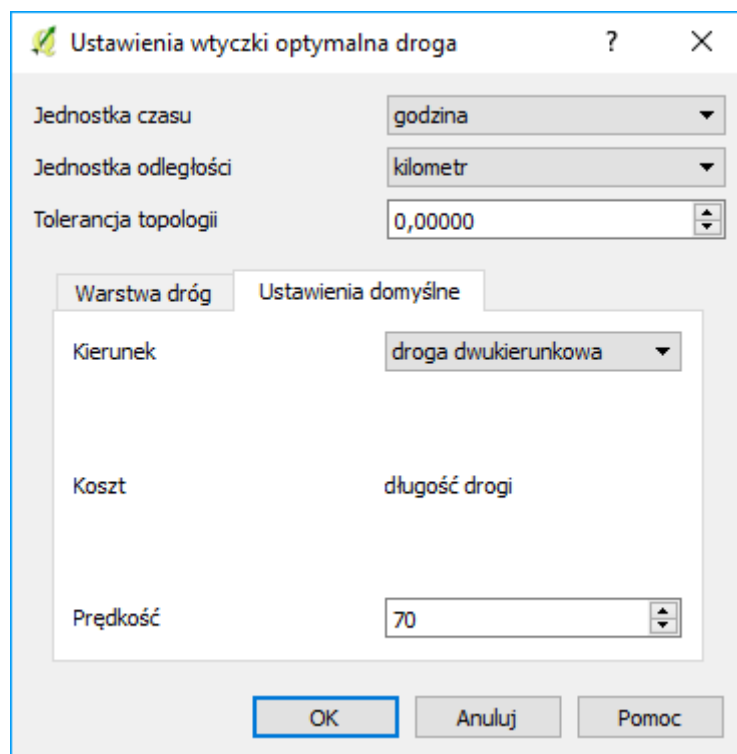 Ustawienia wtyczki optymalna droga ?
Jednostka czasu godzina
Jednostka odległości kilometr
Tolerancja topologii 0,00000
Warstwa dróg Ustawienia domyślne
Kierunek droga dwukierunkowa
Koszt długość drogi
Prędkość 70
OK Anuluj Pomoc